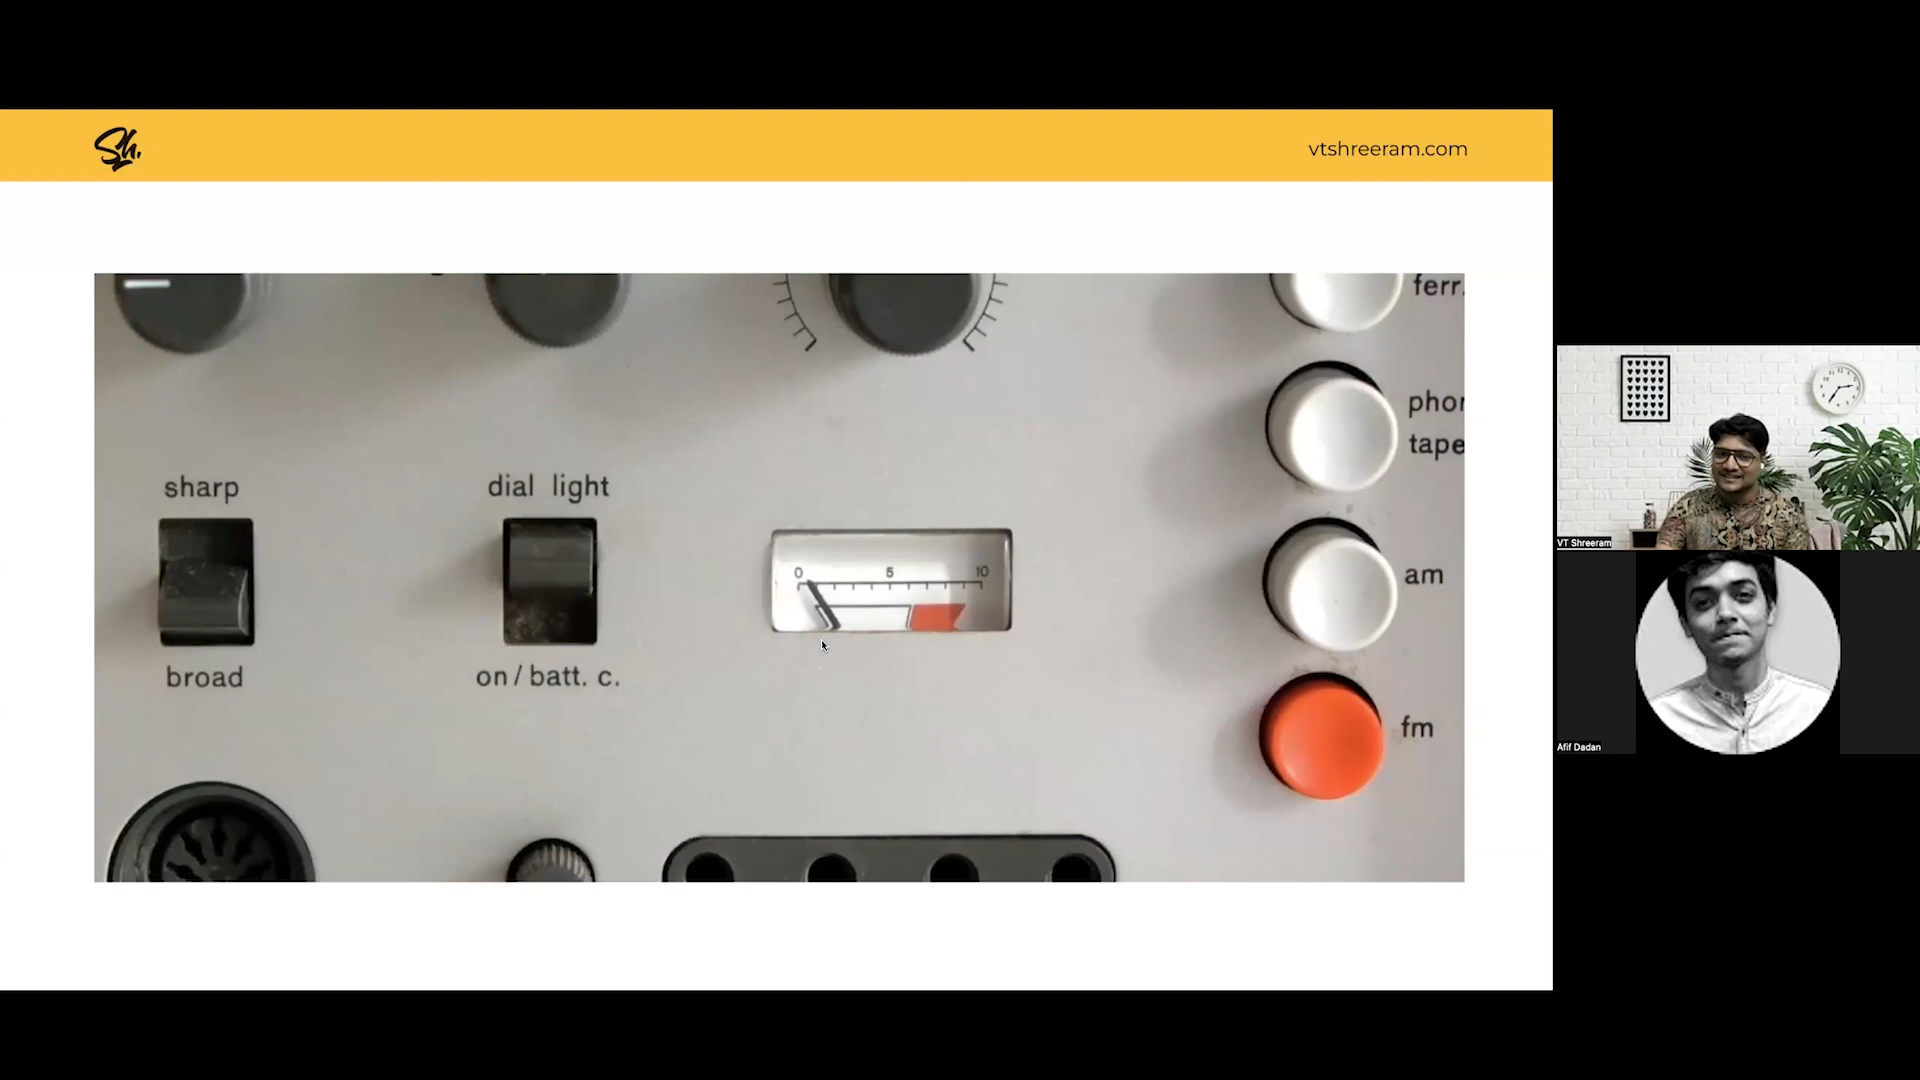 Sh.
vtshreeram.com
ferr.
phor
tape
sharp
dial light
0 5 10
am
broad
on / batt. c.
fm
VT Shreeram
Afif Dadan